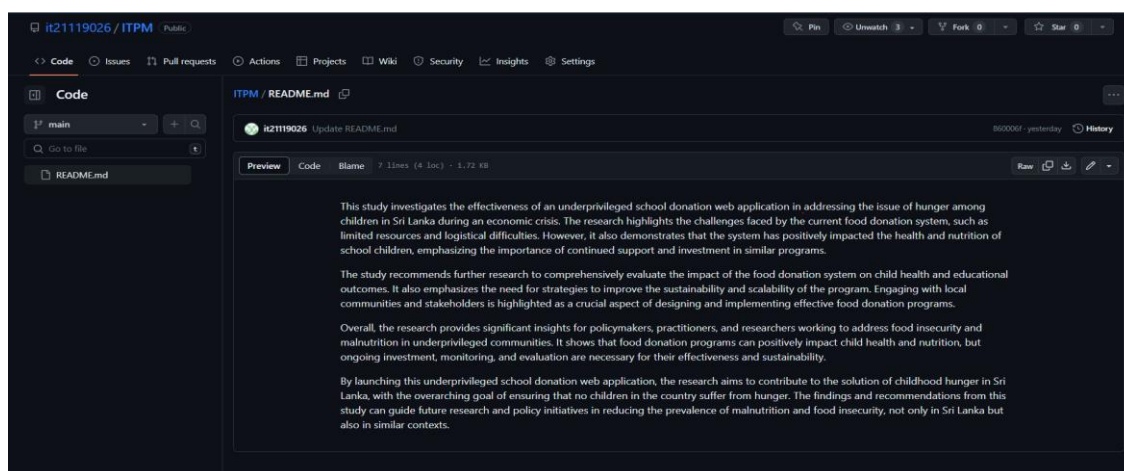 it21119026 / ITPM Public
Pin Unwatch 3 Fork 0 Star 0
Code Issues Pull requests Actions Projects Wiki Security Insights Settings
Code
ITPM / README.md
main
it21119026 Update README.md
860006f · yesterday History
Go to file t
Preview Code Blame 7 lines (4 loc) · 1.72 KB
Raw
README.md
This study investigates the effectiveness of an underprivileged school donation web application in addressing the issue of hunger among
children in Sri Lanka during an economic crisis. The research highlights the challenges faced by the current food donation system, such as
limited resources and logistical difficulties. However, it also demonstrates that the system has positively impacted the health and nutrition of
school children, emphasizing the importance of continued support and investment in similar programs.
The study recommends further research to comprehensively evaluate the impact of the food donation system on child health and educational
outcomes. It also emphasizes the need for strategies to improve the sustainability and scalability of the program. Engaging with local
communities and stakeholders is highlighted as a crucial aspect of designing and implementing effective food donation programs.
Overall, the research provides significant insights for policymakers, practitioners, and researchers working to address food insecurity and
malnutrition in underprivileged communities. It shows that food donation programs can positively impact child health and nutrition, but
ongoing investment, monitoring, and evaluation are necessary for their effectiveness and sustainability.
By launching this underprivileged school donation web application, the research aims to contribute to the solution of childhood hunger in Sri
Lanka, with the overarching goal of ensuring that no children in the country suffer from hunger. The findings and recommendations from this
study can guide future research and policy initiatives in reducing the prevalence of malnutrition and food insecurity, not only in Sri Lanka but
also in similar contexts.